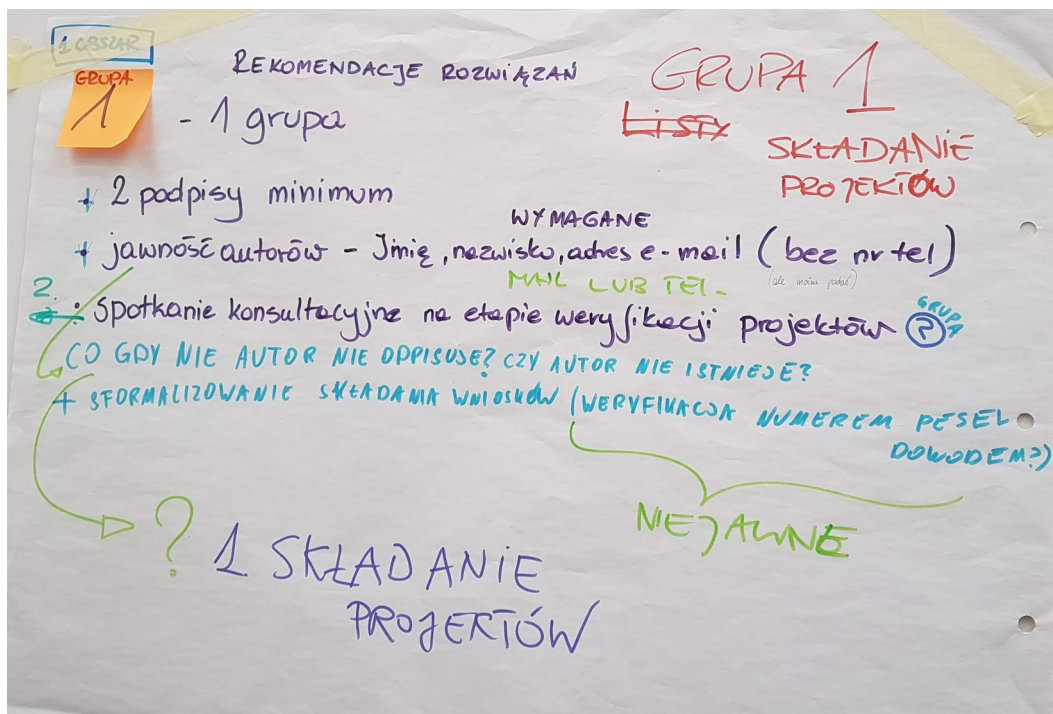 1 OBSZAR
GRUPA
1
REKOMENDACJE ROZWIĄZAŃ
- 1 grupa
GRUPA 1
LISTY
SKŁADANIE
PROJEKTÓW
+ 2 podpisy minimum
WYMAGANE
+ jawność autorów - Imię, nazwisko, adres e-mail (bez nr tel)
(ale można podać)
MAIL LUB TEL.
2.
: Spotkanie konsultacyjne na etapie weryfikacji projektów ?
GRUPA
CO GDY NIE AUTOR NIE ODPISUJE? CZY AUTOR NIE ISTNIEJE?
+ SFORMALIZOWANIE SKŁADANIA WNIOSKÓW (WERYFIKACJA NUMEREM PESEL
DOWODEM?)
NIEJAWNE
? 1 SKŁADANIE
PROJEKTÓW